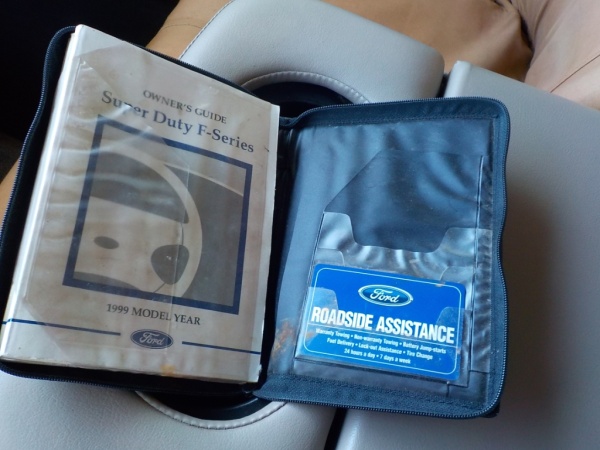 OWNER'S GUIDE
Super Duty F-Series
1999 MODEL YEAR
Ford
Ford
ROADSIDE ASSISTANCE
Warranty Towing • Non-warranty Towing • Battery Jump-starts
Fuel Delivery • Lock-out Assistance • Tire Change
24 hours a day • 7 days a week